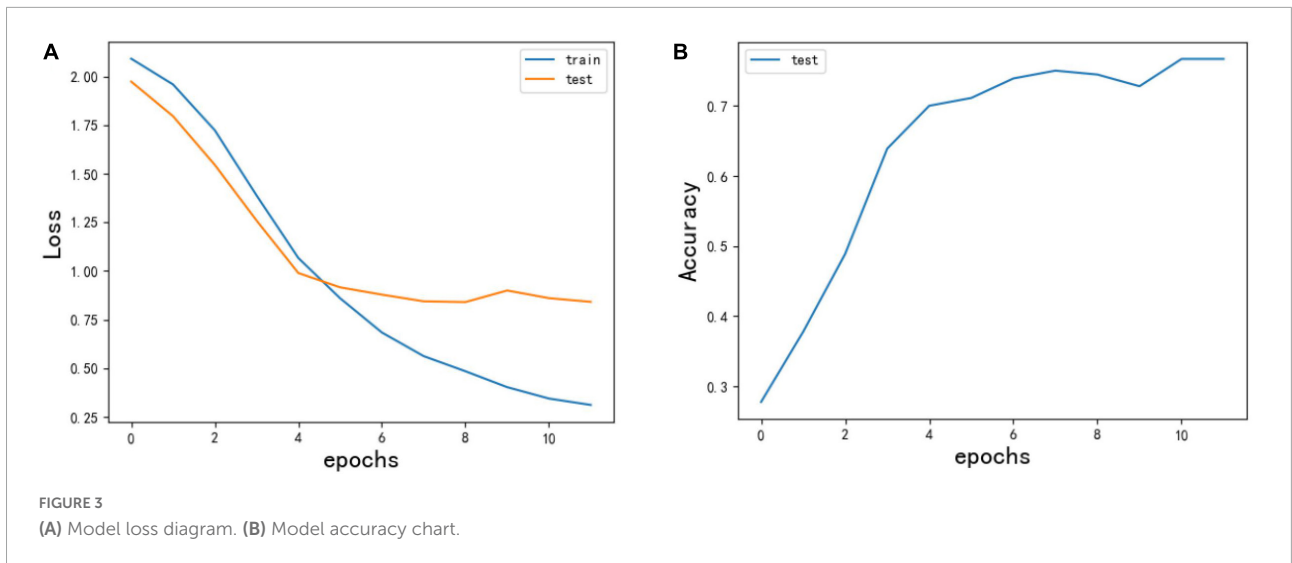 A
train
test
2.00
1.75
1.50
1.25
1.00
0.75
0.50
0.25
Loss
0 2 4 6 8 10
epochs
B
test
0.7
0.6
0.5
0.4
0.3
Accuracy
0 2 4 6 8 10
epochs
FIGURE 3
(A) Model loss diagram. (B) Model accuracy chart.